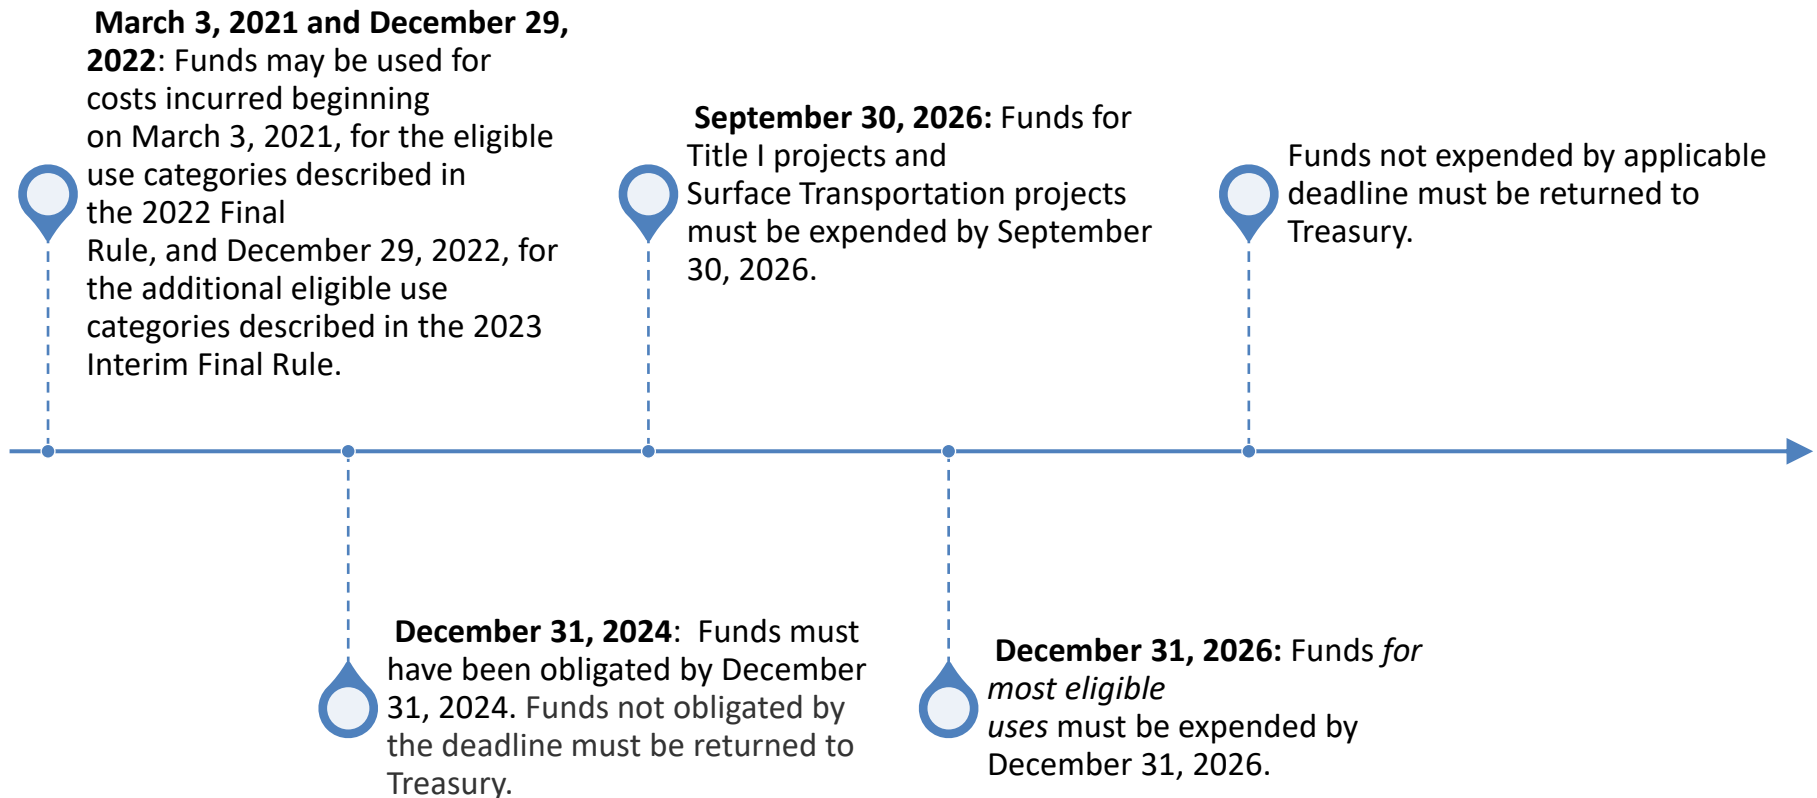 March 3, 2021 and December 29,
2022: Funds may be used for
costs incurred beginning
on March 3, 2021, for the eligible
use categories described in
the 2022 Final
Rule, and December 29, 2022, for
the additional eligible use
categories described in the 2023
Interim Final Rule.
December 31, 2024:  Funds must
have been obligated by December
31, 2024. Funds not obligated by
the deadline must be returned to
Treasury.
September 30, 2026: Funds for
Title I projects and
Surface Transportation projects
must be expended by September
30, 2026.
December 31, 2026: Funds for
most eligible
uses must be expended by
December 31, 2026.
Funds not expended by applicable
deadline must be returned to
Treasury.